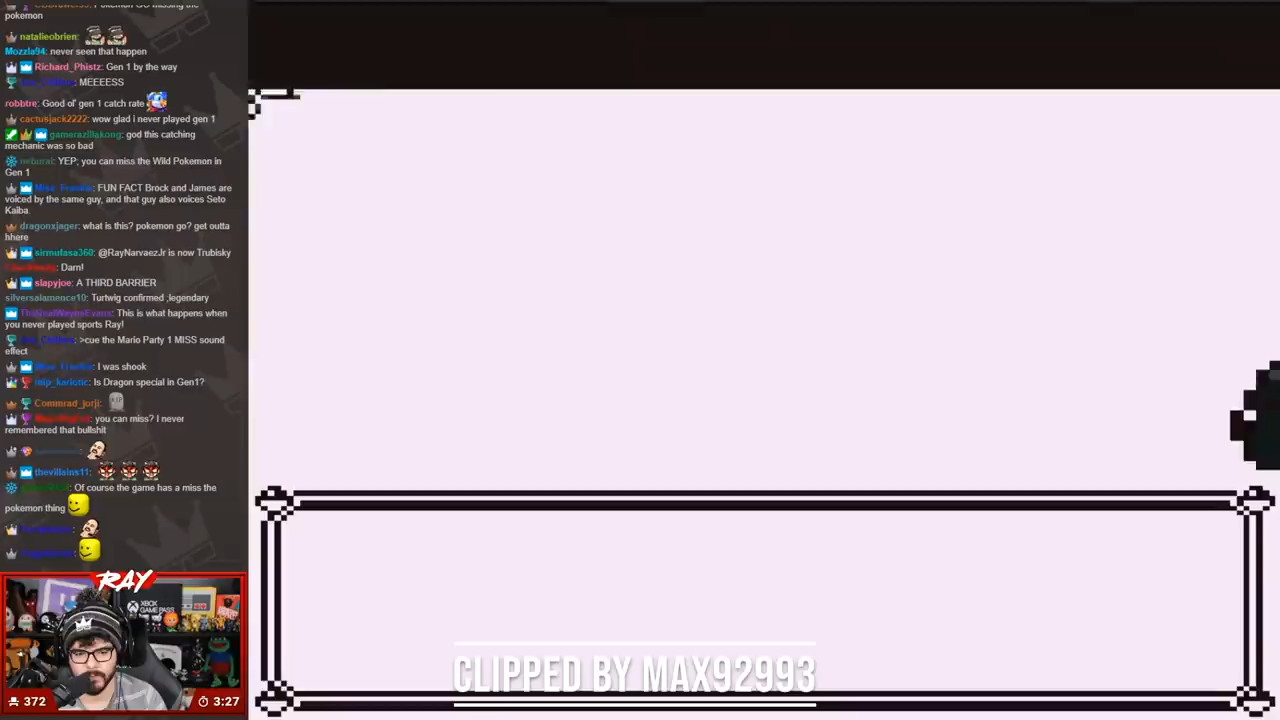 pokemon
natalieobrien:
Mozzla94: never seen that happen
Richard_Phistz: Gen 1 by the way
MEEEESS
robbtre: Good ol' gen 1 catch rate
cactusjack2222: wow glad i never played gen 1
gamerazillakong: god this catching
mechanic was so bad
YEP, you can miss the Wild Pokemon in
Gen 1
FUN FACT Brock and James are
voiced by the same guy, and that guy also voices Seto
Kaiba.
dragonxjager: what is this? pokemon go? get outta
hhere
sirmufasa360: @RayNarvaezJr is now Trubisky
Darn!
slapyjoe: A THIRD BARRIER
silversalamence10: Turtwig confirmed ;legendary
This is what happens when
you never played sports Ray!
>cue the Mario Party 1 MISS sound
effect
I was shook
mip_kariotic: Is Dragon special in Gen1?
Commrad_jorji:
you can miss? I never
remembered that bullshit
thevillains11:
Of course the game has a miss the
pokemon thing
RAY
XBOX
GAME PASS
372
3:27
CLIPPED BY MAX92993